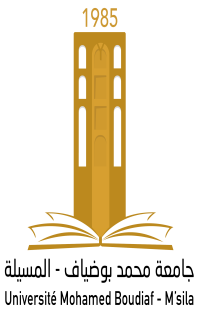 1985
جامعة محمد بوضياف - المسيلة
Université Mohamed Boudiaf - M'sila